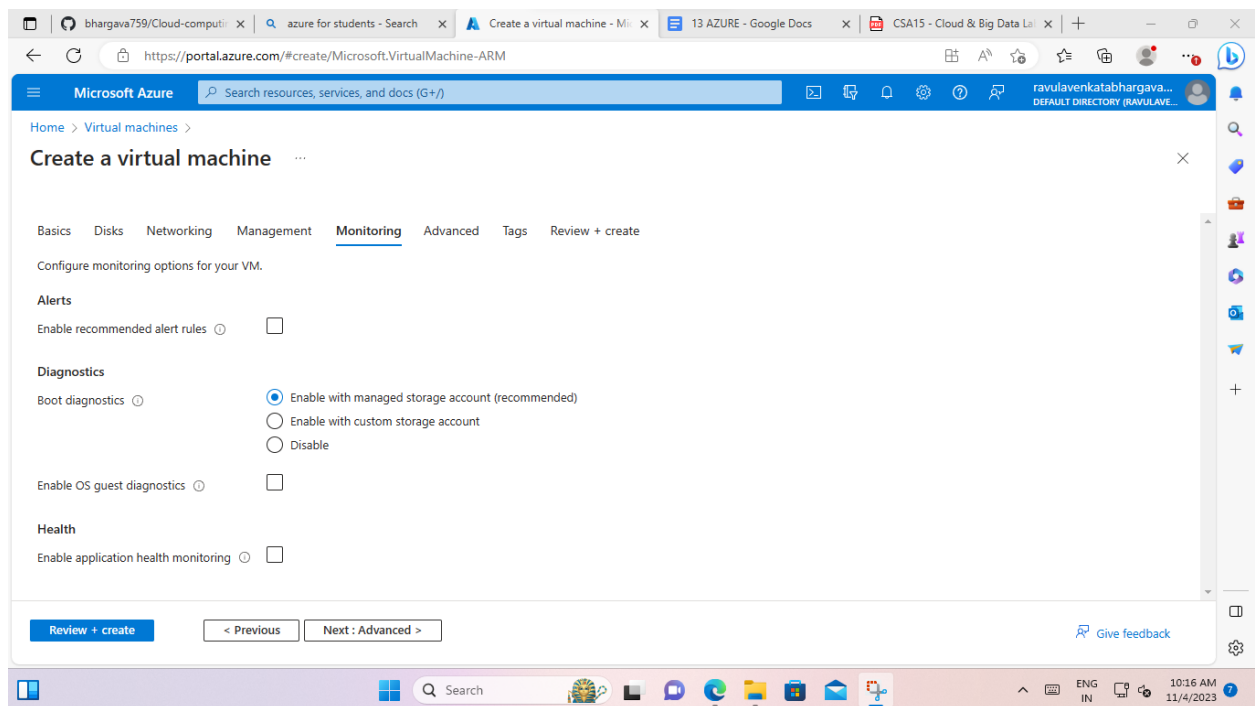 bhargava759/Cloud-computin
azure for students - Search
Create a virtual machine - Mic
13 AZURE - Google Docs
CSA15 - Cloud & Big Data La
https://portal.azure.com/#create/Microsoft.VirtualMachine-ARM
Microsoft Azure
Search resources, services, and docs (G+/)
ravulavenkatabhargava...
DEFAULT DIRECTORY (RAVULAVE...
Home > Virtual machines >
Create a virtual machine ...
Basics Disks Networking Management Monitoring Advanced Tags Review + create
Configure monitoring options for your VM.
Alerts
Enable recommended alert rules
Diagnostics
Boot diagnostics
Enable with managed storage account (recommended)
Enable with custom storage account
Disable
Enable OS guest diagnostics
Health
Enable application health monitoring
Review + create
< Previous
Next : Advanced >
Give feedback
Search
ENG
IN
10:16 AM
11/4/2023
7